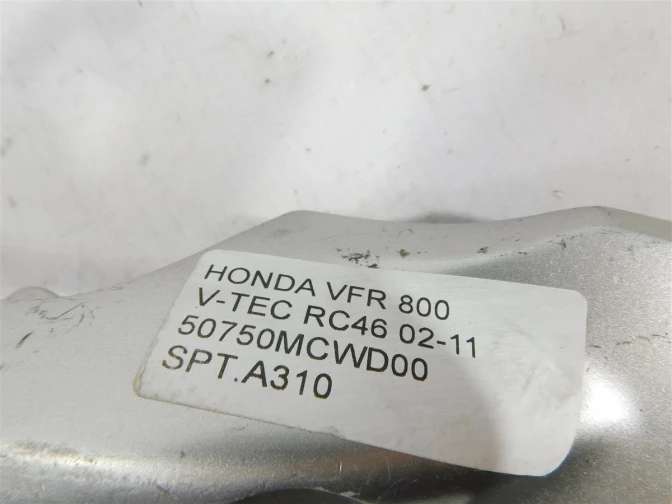 HONDA VFR 800
V-TEC RC46 02-11
50750MCWD00
SPT.A310